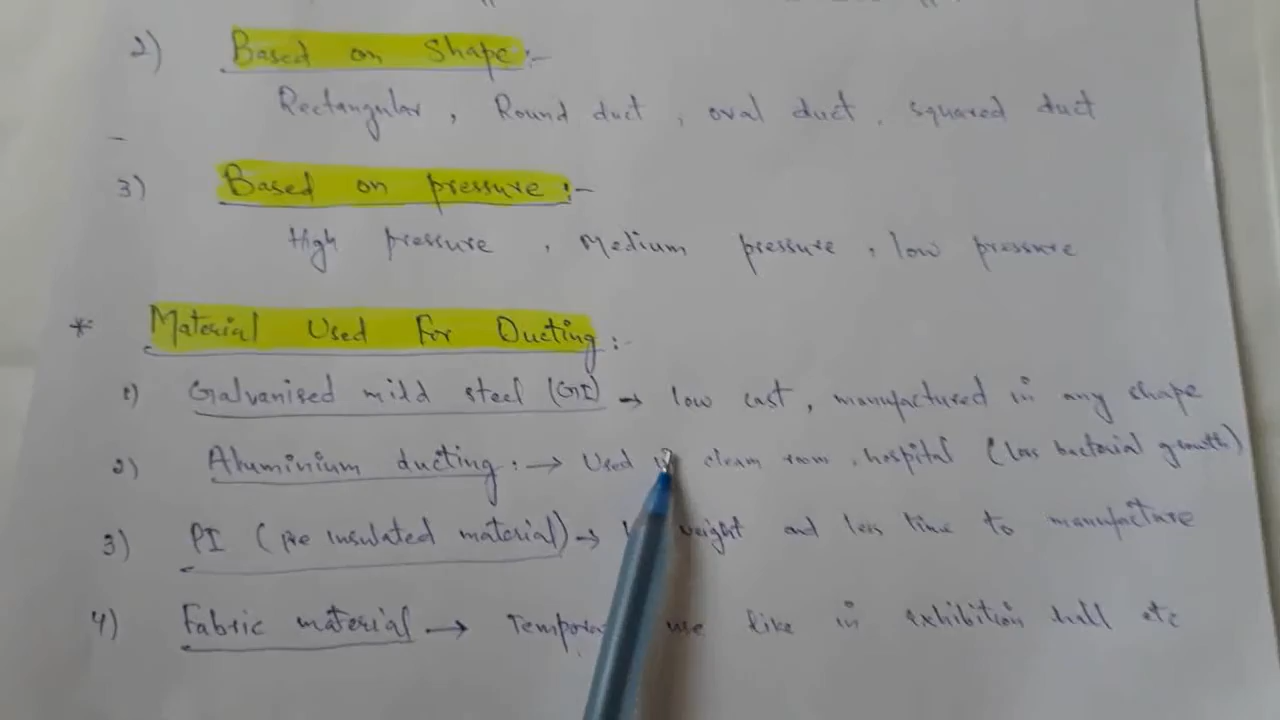 2) Based on Shape:-
Rectangular, Round duct, oval duct, squared duct
3) Based on pressure:-
High pressure, Medium pressure, low pressure
* Material Used For Ducting:-
1) Galvanised mild steel (GI) → low cast, manufactured in any shape
2) Aluminium ducting:→ Used clean room, hospital (less bacterial growth)
3) PI (pre insulated material) → weight and less time to manufacture
4) Fabric material → Tempora use like in exhibition hall etc